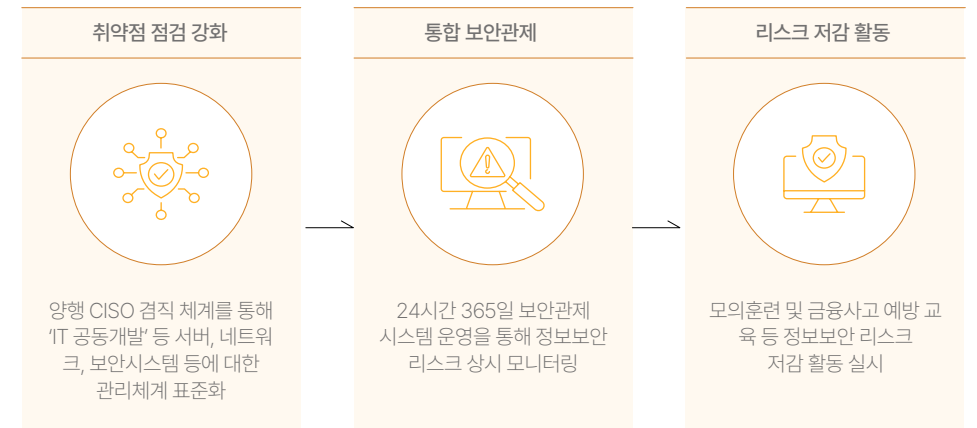 취약점 점검 강화
양행 CISO 겸직 체계를 통해
‘IT 공동개발’ 등 서버, 네트워
크, 보안시스템 등에 대한
관리체계 표준화
통합 보안관제
24시간 365일 보안관제
시스템 운영을 통해 정보보안
리스크 상시 모니터링
리스크 저감 활동
모의훈련 및 금융사고 예방 교
육 등 정보보안 리스크
저감 활동 실시